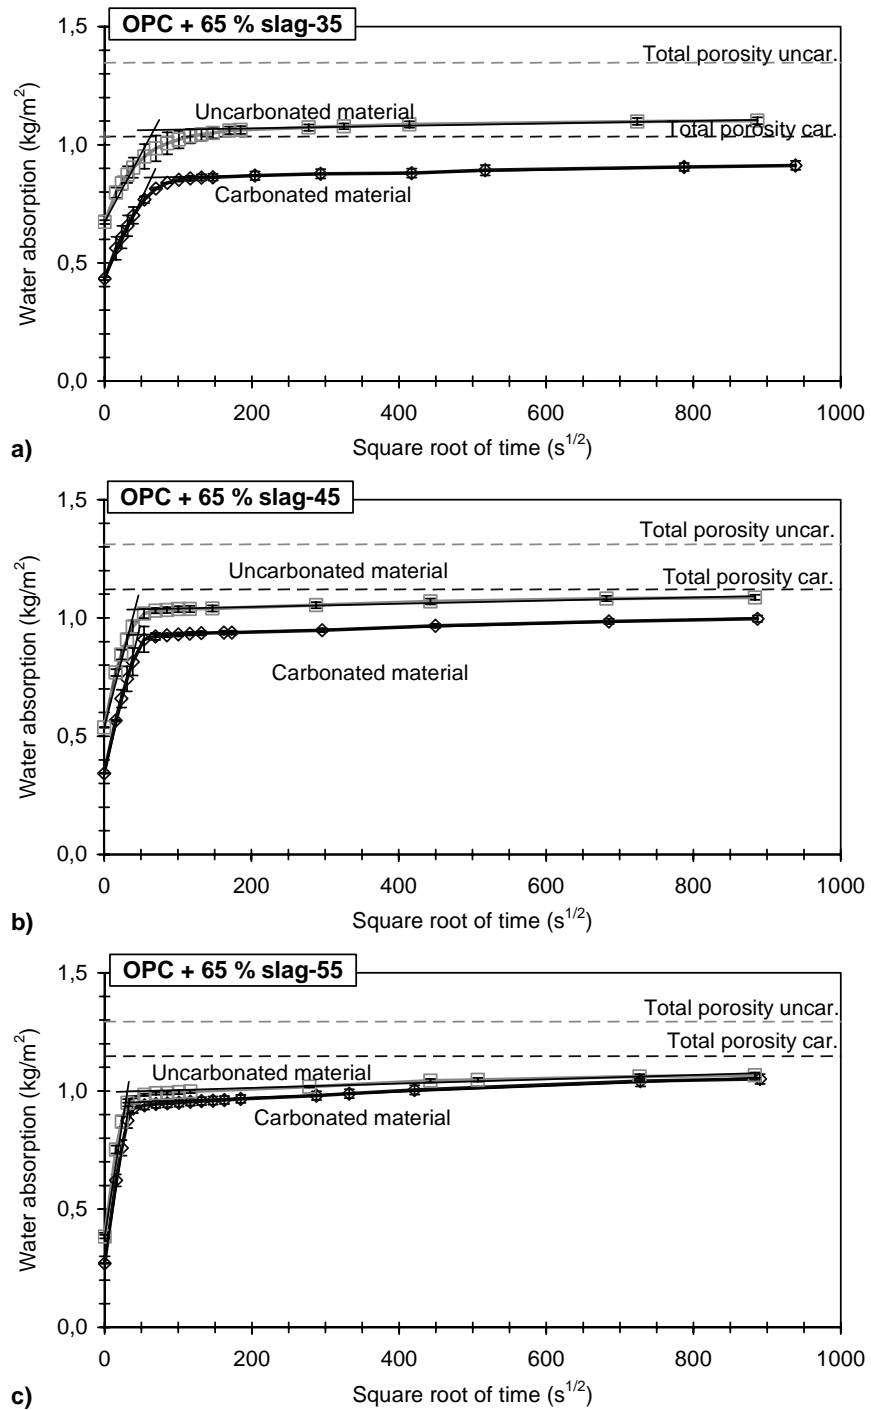 OPC + 65 % slag-35
1,5
Total porosity uncar.
Uncarbonated material
1,0
Total porosity car.
Carbonated material
0,5
0,0
Water absorption (kg/m²)
0 200 400 600 800 1000
Square root of time (s^1/2)
a)
OPC + 65 % slag-45
1,5
Total porosity uncar.
Uncarbonated material
Total porosity car.
1,0
Carbonated material
0,5
0,0
Water absorption (kg/m²)
0 200 400 600 800 1000
Square root of time (s^1/2)
b)
OPC + 65 % slag-55
1,5
Total porosity uncar.
Total porosity car.
Uncarbonated material
1,0
Carbonated material
0,5
0,0
Water absorption (kg/m²)
0 200 400 600 800 1000
Square root of time (s^1/2)
c)